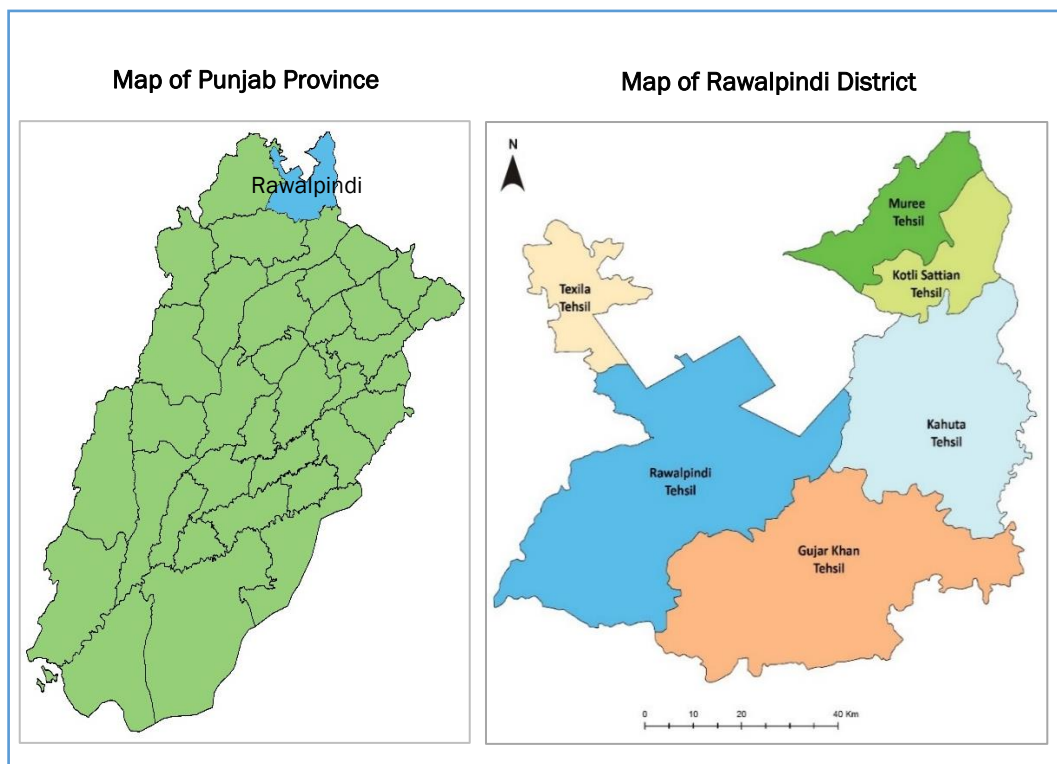 Map of Punjab Province
Map of Rawalpindi District
Rawalpindi
N
Muree
Tehsil
Kotli Sattian
Tehsil
Texila
Tehsil
Kahuta
Tehsil
Rawalpindi
Tehsil
Gujar Khan
Tehsil
0 10 20 40 Km